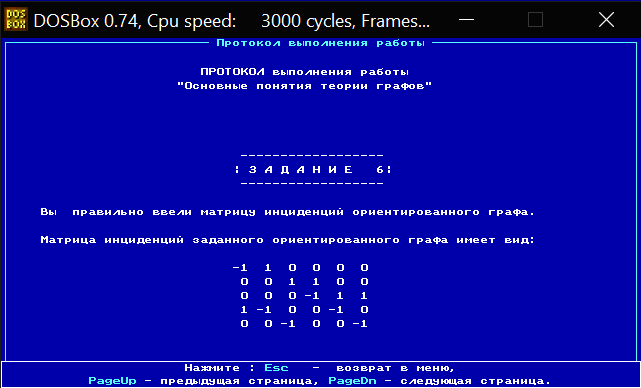 DOS BOX DOSBox 0.74, Cpu speed: 3000 cycles, Frames...
Протокол выполнения работы
ПРОТОКОЛ выполнения работы
"Основные понятия теории графов"
------------------
: З А Д А Н И Е 6:
------------------
Вы правильно ввели матрицу инциденций ориентированного графа.
Матрица инциденций заданного ориентированного графа имеет вид:
-1 1 0 0 0 0
0 0 1 1 0 0
0 0 0 -1 1 1
1 -1 0 0 -1 0
0 0 -1 0 0 -1
Нажмите : Esc - возврат в меню,
PageUp - предыдущая страница, PageDn - следующая страница.